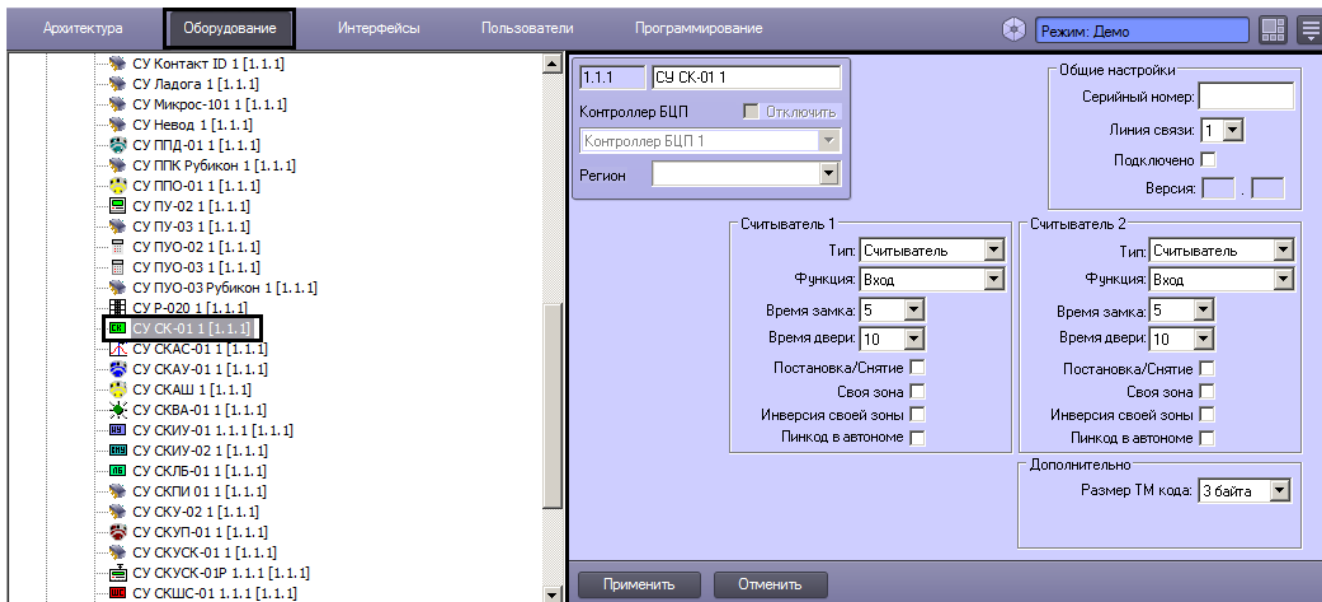 Архитектура Оборудование Интерфейсы Пользователи Программирование Режим: Демо
СУ Контакт ID 1 [1.1.1]
СУ Ладога 1 [1.1.1]
СУ Микрос-101 1 [1.1.1]
СУ Невод 1 [1.1.1]
СУ ППД-01 1 [1.1.1]
СУ ППК Рубикон 1 [1.1.1]
СУ ППО-01 1 [1.1.1]
СУ ПУ-02 1 [1.1.1]
СУ ПУ-03 1 [1.1.1]
СУ ПУО-02 1 [1.1.1]
СУ ПУО-03 1 [1.1.1]
СУ ПУО-03 Рубикон 1 [1.1.1]
СУ Р-020 1 [1.1.1]
СК СУ СК-01 1 [1.1.1]
СУ СКАС-01 1 [1.1.1]
СУ СКАУ-01 1 [1.1.1]
СУ СКАШ 1 [1.1.1]
СУ СКВА-01 1 [1.1.1]
ИУ СУ СКИУ-01 1.1.1 [1.1.1]
СУ СКИУ-02 1 [1.1.1]
ЛБ СУ СКЛБ-01 1 [1.1.1]
СУ СКПИ 01 1 [1.1.1]
СУ СКУ-02 1 [1.1.1]
СУ СКУП-01 1 [1.1.1]
СУ СКУСК-01 1 [1.1.1]
СУ СКУСК-01Р 1.1.1 [1.1.1]
ШС СУ СКШС-01 1.1.1 [1.1.1]
1.1.1 СУ СК-01 1
Контроллер БЦП Отключить
Контроллер БЦП 1
Регион
Общие настройки
Серийный номер:
Линия связи: 1
Подключено
Версия: .
Считыватель 1
Тип: Считыватель
Функция: Вход
Время замка: 5
Время двери: 10
Постановка/Снятие
Своя зона
Инверсия своей зоны
Пинкод в автономе
Считыватель 2
Тип: Считыватель
Функция: Вход
Время замка: 5
Время двери: 10
Постановка/Снятие
Своя зона
Инверсия своей зоны
Пинкод в автономе
Дополнительно
Размер ТМ кода: 3 байта
Применить Отменить